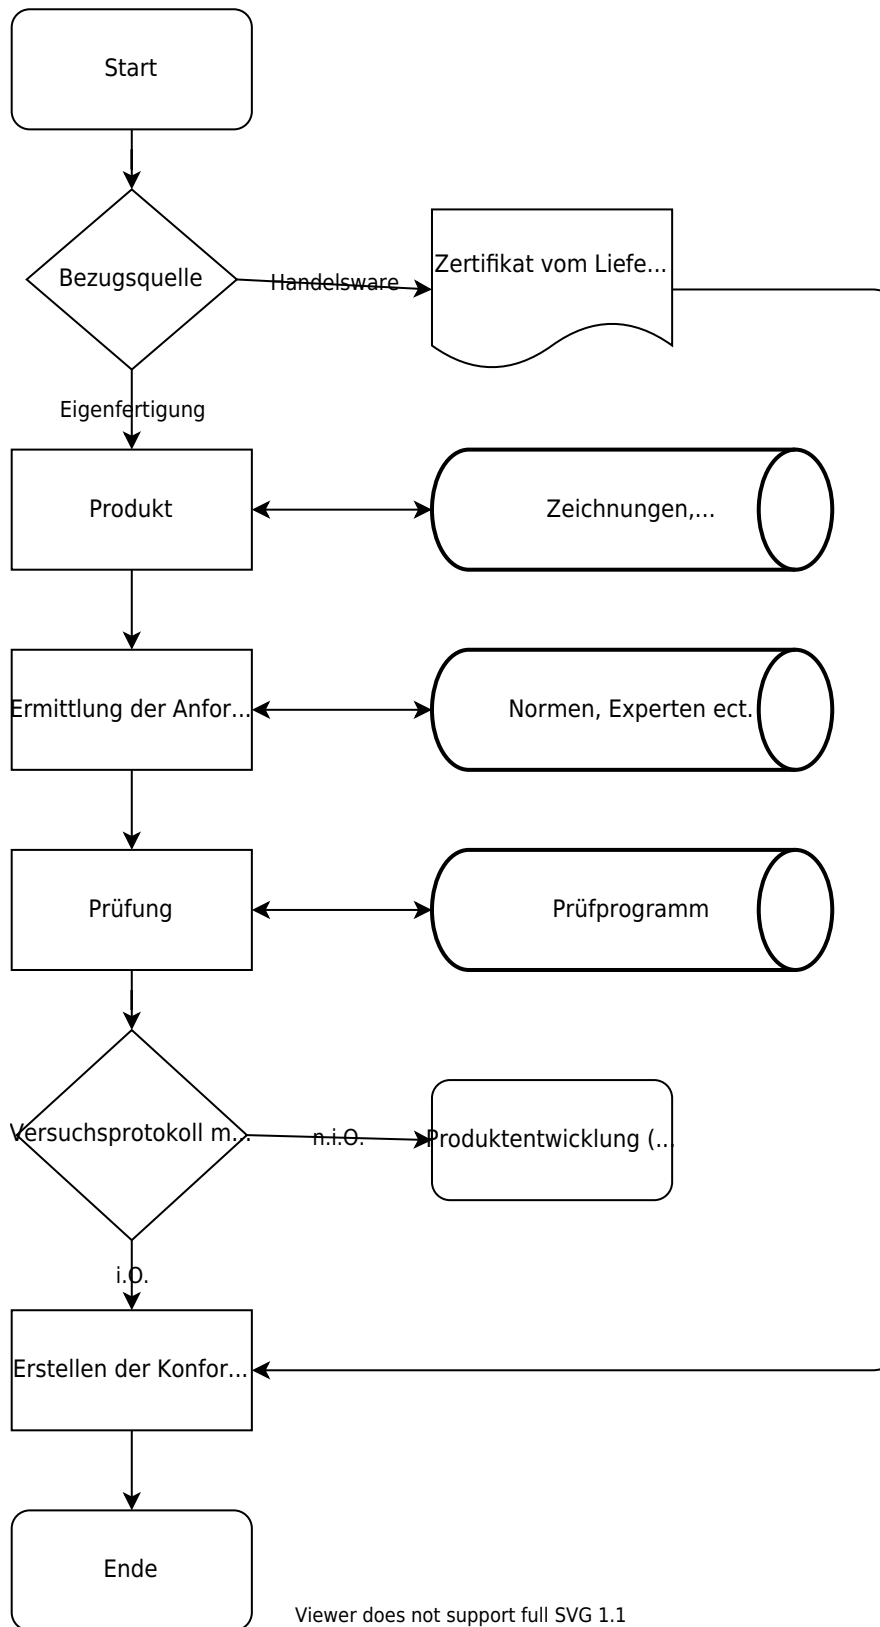 Start
Bezugsquelle
Handelsware
Zertifikat vom Liefe...
Eigenfertigung
Produkt
Zeichnungen,...
Ermittlung der Anfor...
Normen, Experten ect.
Prüfung
Prüfprogramm
Versuchsprotokoll m...
n.i.O.
Produktentwicklung (...
i.O.
Erstellen der Konfor...
Ende
Viewer does not support full SVG 1.1